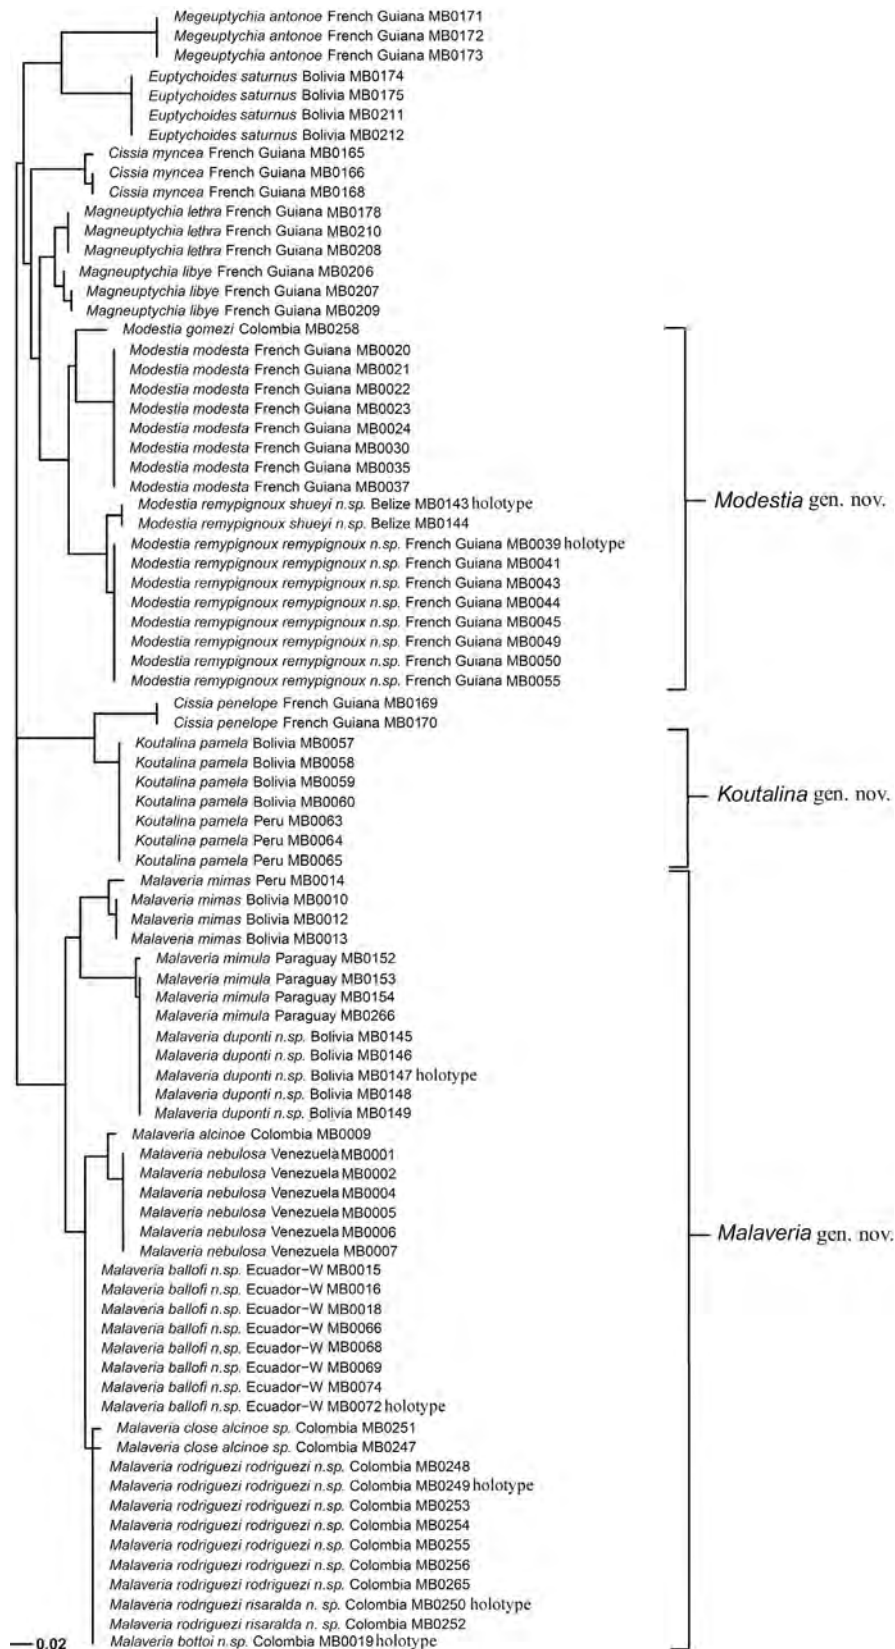 Megeuptychia antonoe French Guiana MB0171
Megeuptychia antonoe French Guiana MB0172
Megeuptychia antonoe French Guiana MB0173
Euptychoides saturnus Bolivia MB0174
Euptychoides saturnus Bolivia MB0175
Euptychoides saturnus Bolivia MB0211
Euptychoides saturnus Bolivia MB0212
Cissia myncea French Guiana MB0165
Cissia myncea French Guiana MB0166
Cissia myncea French Guiana MB0168
Magneuptychia lethra French Guiana MB0178
Magneuptychia lethra French Guiana MB0210
Magneuptychia lethra French Guiana MB0208
Magneuptychia libye French Guiana MB0206
Magneuptychia libye French Guiana MB0207
Magneuptychia libye French Guiana MB0209
Modestia gomezi Colombia MB0258
Modestia modesta French Guiana MB0020
Modestia modesta French Guiana MB0021
Modestia modesta French Guiana MB0022
Modestia modesta French Guiana MB0023
Modestia modesta French Guiana MB0024
Modestia modesta French Guiana MB0030
Modestia modesta French Guiana MB0035
Modestia modesta French Guiana MB0037
Modestia remypignoux shueyi n.sp. Belize MB0143 holotype
Modestia remypignoux shueyi n.sp. Belize MB0144
Modestia remypignoux remypignoux n.sp. French Guiana MB0039 holotype
Modestia remypignoux remypignoux n.sp. French Guiana MB0041
Modestia remypignoux remypignoux n.sp. French Guiana MB0043
Modestia remypignoux remypignoux n.sp. French Guiana MB0044
Modestia remypignoux remypignoux n.sp. French Guiana MB0045
Modestia remypignoux remypignoux n.sp. French Guiana MB0049
Modestia remypignoux remypignoux n.sp. French Guiana MB0050
Modestia remypignoux remypignoux n.sp. French Guiana MB0055
Modestia gen. nov.
Cissia penelope French Guiana MB0169
Cissia penelope French Guiana MB0170
Koutalina pamela Bolivia MB0057
Koutalina pamela Bolivia MB0058
Koutalina pamela Bolivia MB0059
Koutalina pamela Bolivia MB0060
Koutalina pamela Peru MB0063
Koutalina pamela Peru MB0064
Koutalina pamela Peru MB0065
Koutalina gen. nov.
Malaveria mimas Peru MB0014
Malaveria mimas Bolivia MB0010
Malaveria mimas Bolivia MB0012
Malaveria mimas Bolivia MB0013
Malaveria mimula Paraguay MB0152
Malaveria mimula Paraguay MB0153
Malaveria mimula Paraguay MB0154
Malaveria mimula Paraguay MB0266
Malaveria duponti n.sp. Bolivia MB0145
Malaveria duponti n.sp. Bolivia MB0146
Malaveria duponti n.sp. Bolivia MB0147 holotype
Malaveria duponti n.sp. Bolivia MB0148
Malaveria duponti n.sp. Bolivia MB0149
Malaveria alcinoe Colombia MB0009
Malaveria nebulosa Venezuela MB0001
Malaveria nebulosa Venezuela MB0002
Malaveria nebulosa Venezuela MB0004
Malaveria nebulosa Venezuela MB0005
Malaveria nebulosa Venezuela MB0006
Malaveria nebulosa Venezuela MB0007
Malaveria ballofi n.sp. Ecuador-W MB0015
Malaveria ballofi n.sp. Ecuador-W MB0016
Malaveria ballofi n.sp. Ecuador-W MB0018
Malaveria ballofi n.sp. Ecuador-W MB0066
Malaveria ballofi n.sp. Ecuador-W MB0068
Malaveria ballofi n.sp. Ecuador-W MB0069
Malaveria ballofi n.sp. Ecuador-W MB0074
Malaveria ballofi n.sp. Ecuador-W MB0072 holotype
Malaveria close alcinoe sp. Colombia MB0251
Malaveria close alcinoe sp. Colombia MB0247
Malaveria rodriguezi rodriguezi n.sp. Colombia MB0248
Malaveria rodriguezi rodriguezi n.sp. Colombia MB0249 holotype
Malaveria rodriguezi rodriguezi n.sp. Colombia MB0253
Malaveria rodriguezi rodriguezi n.sp. Colombia MB0254
Malaveria rodriguezi rodriguezi n.sp. Colombia MB0255
Malaveria rodriguezi rodriguezi n.sp. Colombia MB0256
Malaveria rodriguezi rodriguezi n.sp. Colombia MB0265
Malaveria rodriguezi risaralda n. sp. Colombia MB0250 holotype
Malaveria rodriguezi risaralda n. sp. Colombia MB0252
Malaveria bottoi n.sp. Colombia MB0019 holotype
Malaveria gen. nov.
0.02